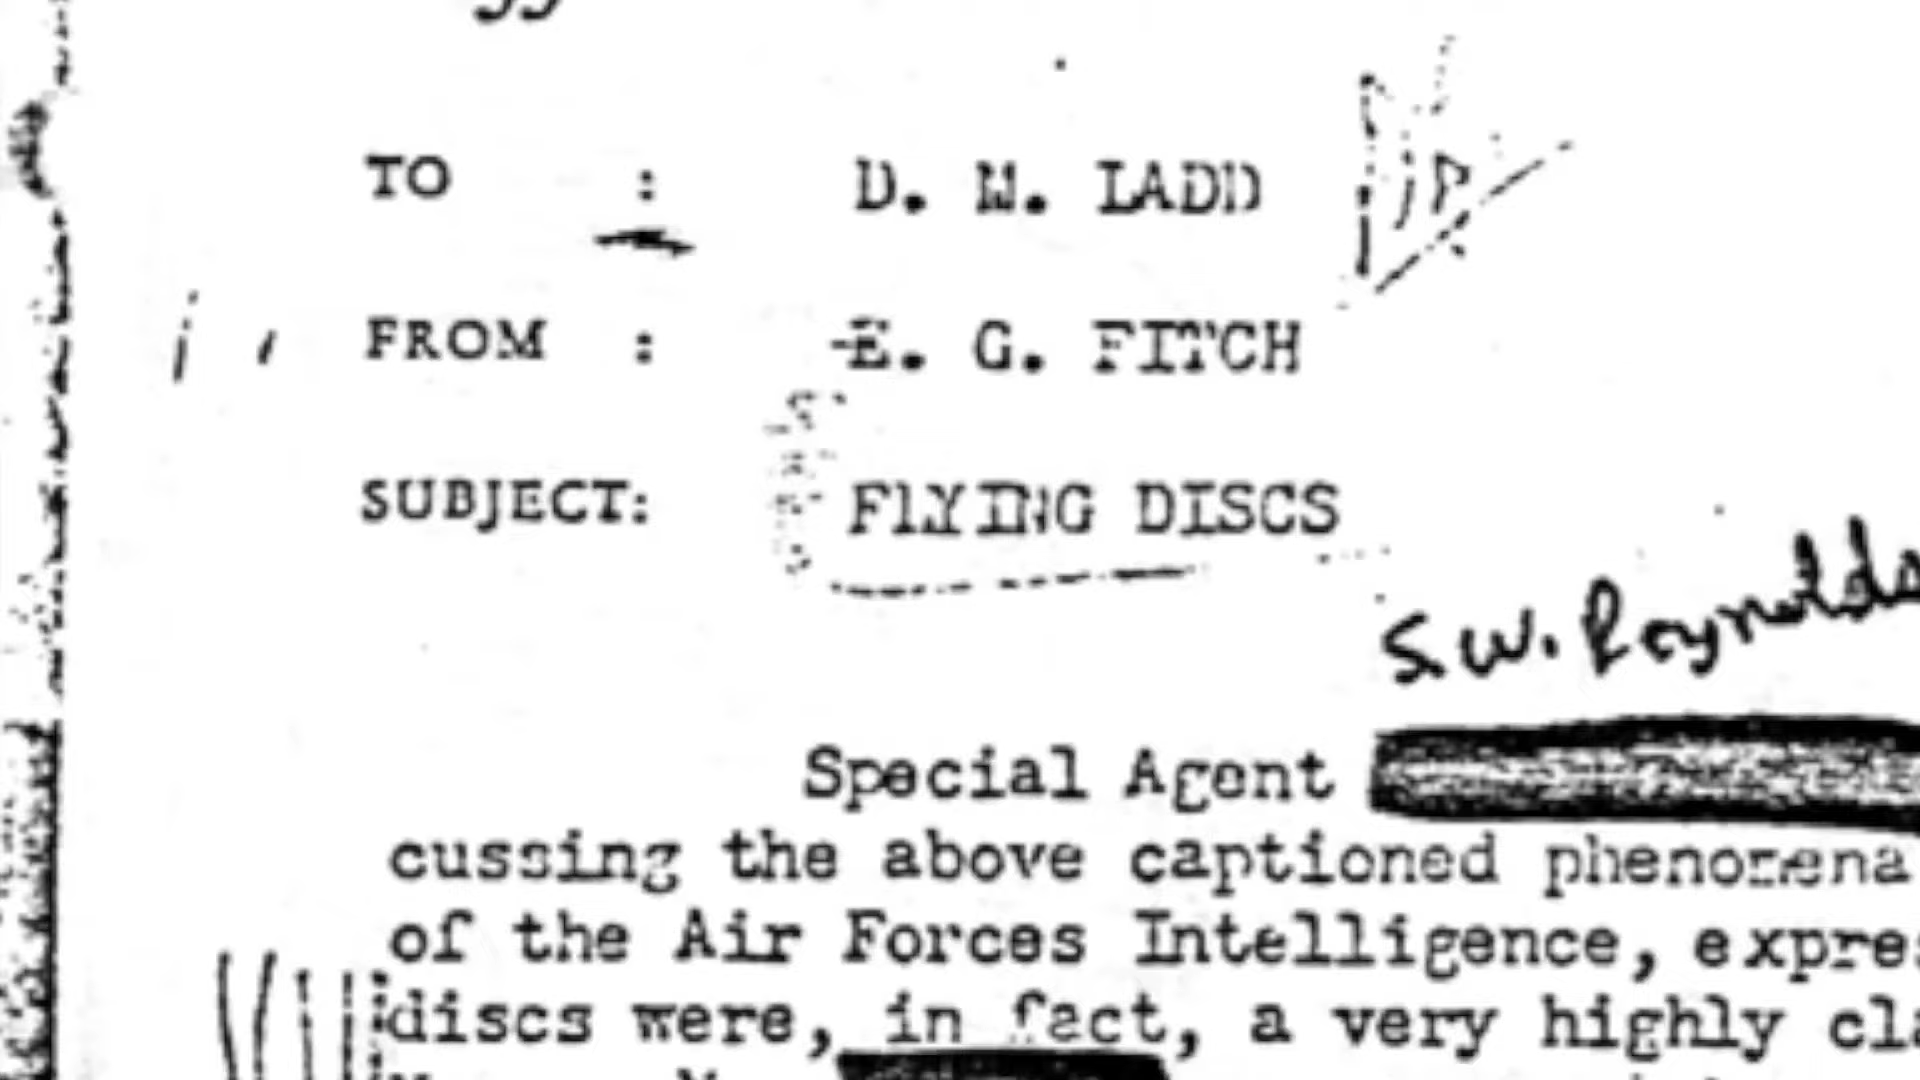 TO : D. M. LADD
FROM : E. G. FITCH
SUBJECT: FLYING DISCS
S W. Reynolds
Special Agent
cussing the above captioned phenomena
of the Air Forces Intelligence, expres
discs were, in fact, a very highly cla